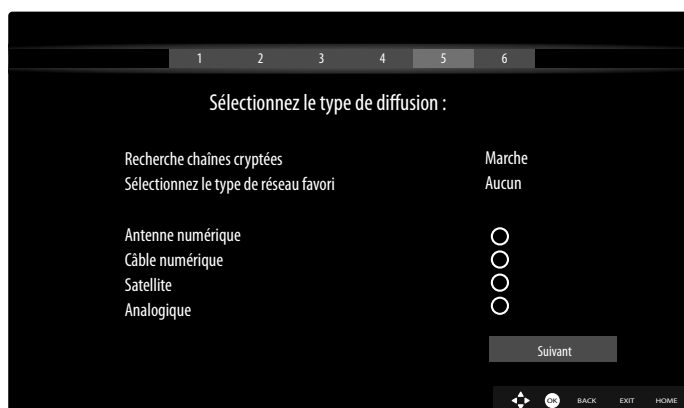 1 2 3 4 5 6
Sélectionnez le type de diffusion :
Recherche chaînes cryptées Marche
Sélectionnez le type de réseau favori Aucun
Antenne numérique
Câble numérique
Satellite
Analogique
Suivant
OK BACK EXIT HOME